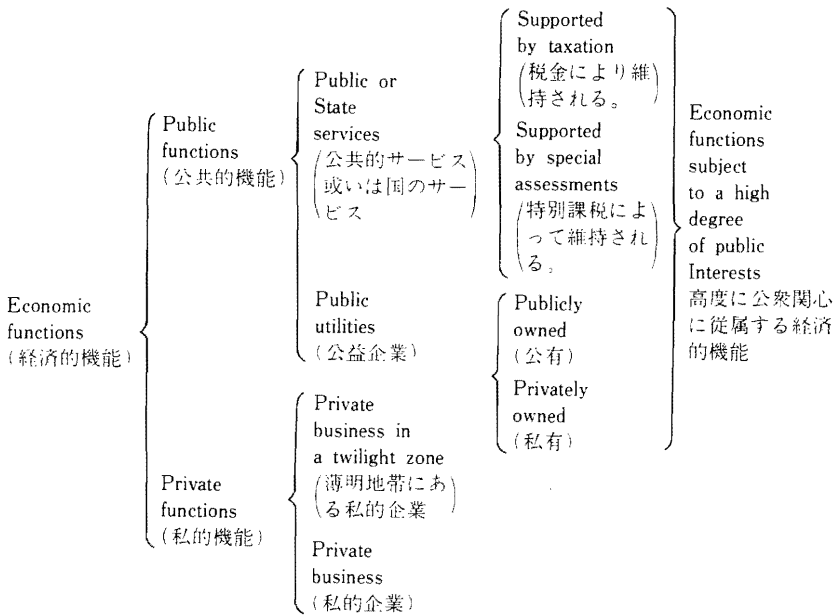 Economic
functions
(経済的機能)
Public
functions
(公共的機能)
Public or
State
services
(公共的サービス
或いは国のサー
ビス)
Supported
by taxation
(税金により維
持される。)
Supported
by special
assessments
(特別課税によ
って維持され
る。)
Public
utilities
(公益企業)
Publicly
owned
(公有)
Privately
owned
(私有)
Economic
functions
subject
to a high
degree
of public
Interests
高度に公衆関心
に従属する経済
的機能
Private
functions
(私的機能)
Private
business in
a twilight zone
(薄明地帯にあ
る私的企業)
Private
business
(私的企業)